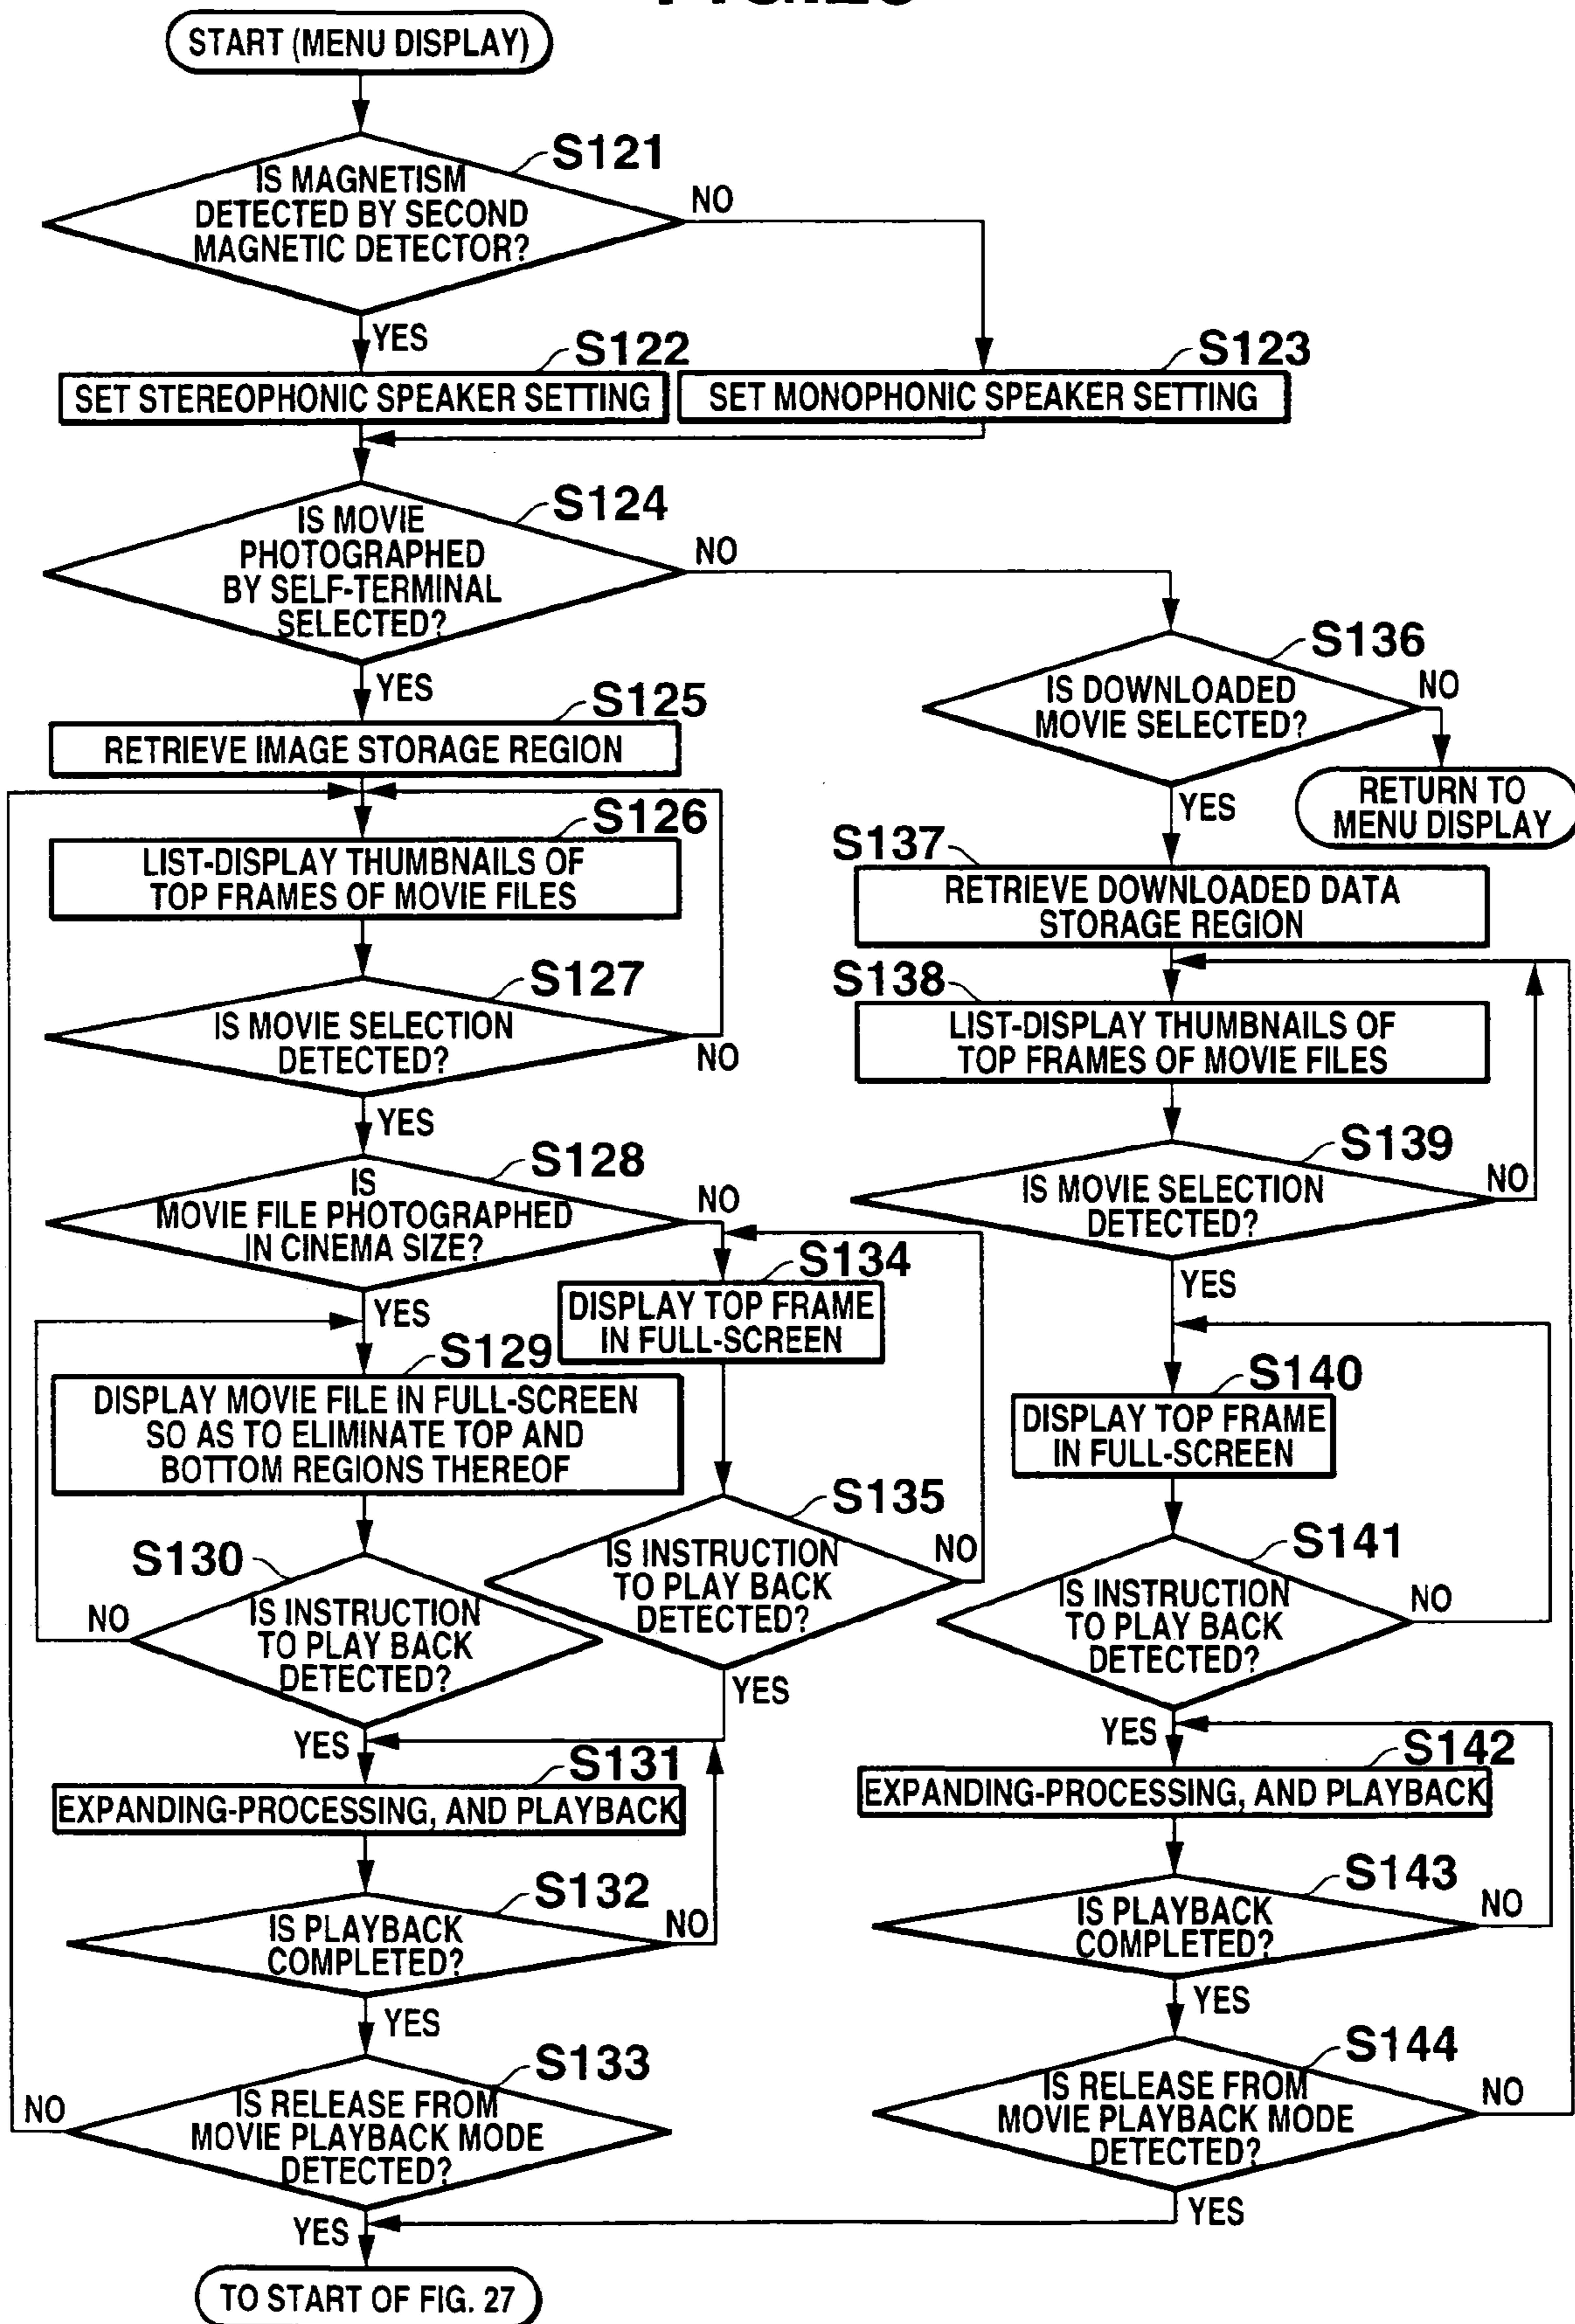 START (MENU DISPLAY)
S121
IS MAGNETISM
DETECTED BY SECOND
MAGNETIC DETECTOR?
NO
YES
S122
SET STEREOPHONIC SPEAKER SETTING
S123
SET MONOPHONIC SPEAKER SETTING
S124
IS MOVIE
PHOTOGRAPHED
BY SELF-TERMINAL
SELECTED?
NO
YES
S125
RETRIEVE IMAGE STORAGE REGION
S126
LIST-DISPLAY THUMBNAILS OF
TOP FRAMES OF MOVIE FILES
S127
IS MOVIE SELECTION
DETECTED?
NO
YES
S128
IS
MOVIE FILE PHOTOGRAPHED
IN CINEMA SIZE?
NO
YES
S129
DISPLAY MOVIE FILE IN FULL-SCREEN
SO AS TO ELIMINATE TOP AND
BOTTOM REGIONS THEREOF
S130
IS INSTRUCTION
TO PLAY BACK
DETECTED?
NO
YES
S131
EXPANDING-PROCESSING, AND PLAYBACK
S132
IS PLAYBACK
COMPLETED?
NO
YES
S133
IS RELEASE FROM
MOVIE PLAYBACK MODE
DETECTED?
NO
YES
TO START OF FIG. 27
S134
DISPLAY TOP FRAME
IN FULL-SCREEN
S135
IS INSTRUCTION
TO PLAY BACK
DETECTED?
NO
YES
S136
IS DOWNLOADED
MOVIE SELECTED?
NO
RETURN TO
MENU DISPLAY
YES
S137
RETRIEVE DOWNLOADED DATA
STORAGE REGION
S138
LIST-DISPLAY THUMBNAILS OF
TOP FRAMES OF MOVIE FILES
S139
IS MOVIE SELECTION
DETECTED?
NO
YES
S140
DISPLAY TOP FRAME
IN FULL-SCREEN
S141
IS INSTRUCTION
TO PLAY BACK
DETECTED?
NO
YES
S142
EXPANDING-PROCESSING, AND PLAYBACK
S143
IS PLAYBACK
COMPLETED?
NO
YES
S144
IS RELEASE FROM
MOVIE PLAYBACK MODE
DETECTED?
NO
YES